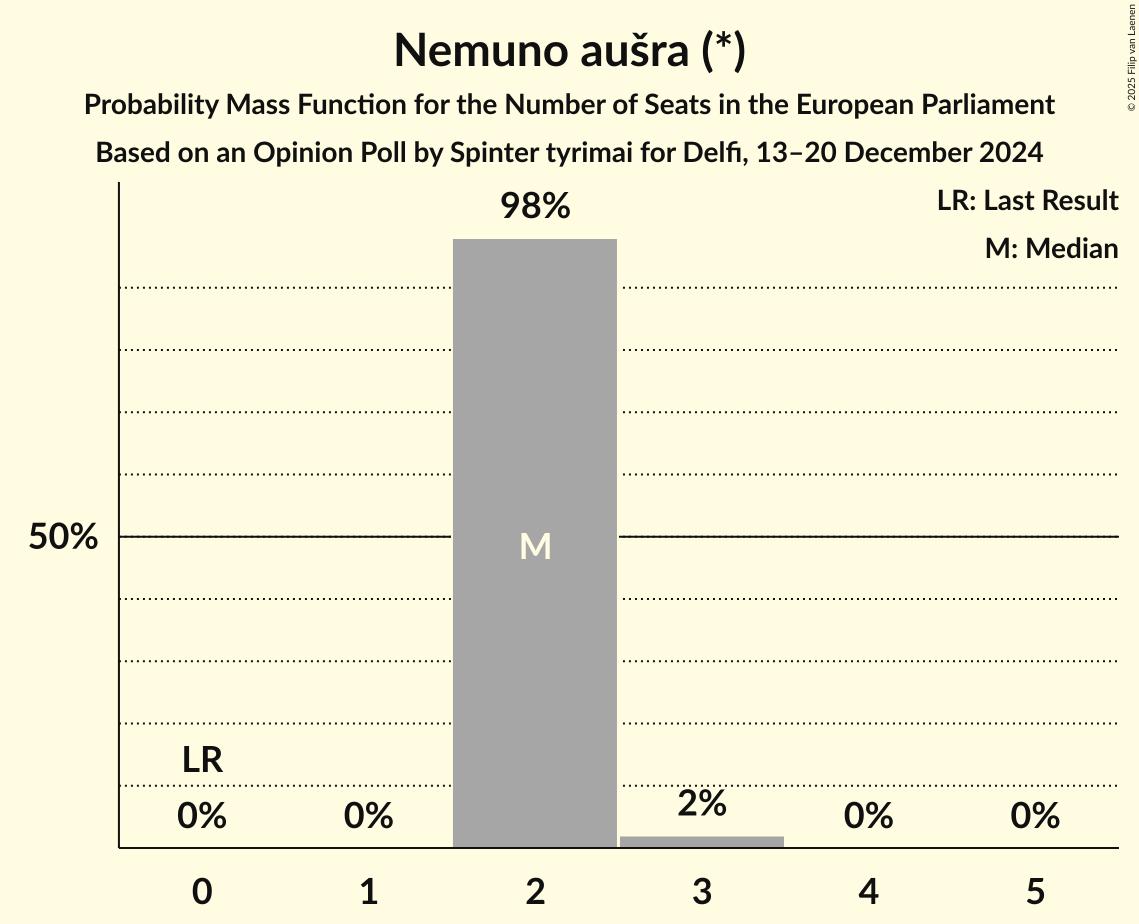 Nemuno aušra (*)
Probability Mass Function for the Number of Seats in the European Parliament
Based on an Opinion Poll by Spinter tyrimai for Delfi, 13–20 December 2024
© 2025 Filip van Laenen
LR: Last Result
M: Median
98%
50%
M
LR
0%
0%
2%
0%
0%
0
1
2
3
4
5